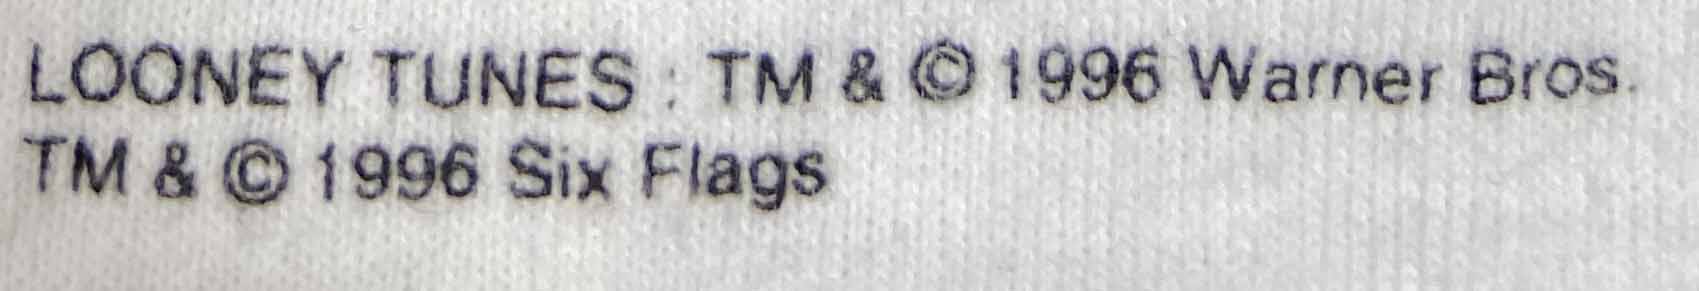 LOONEY TUNES : TM & © 1996 Warner Bros.
TM & © 1996 Six Flags